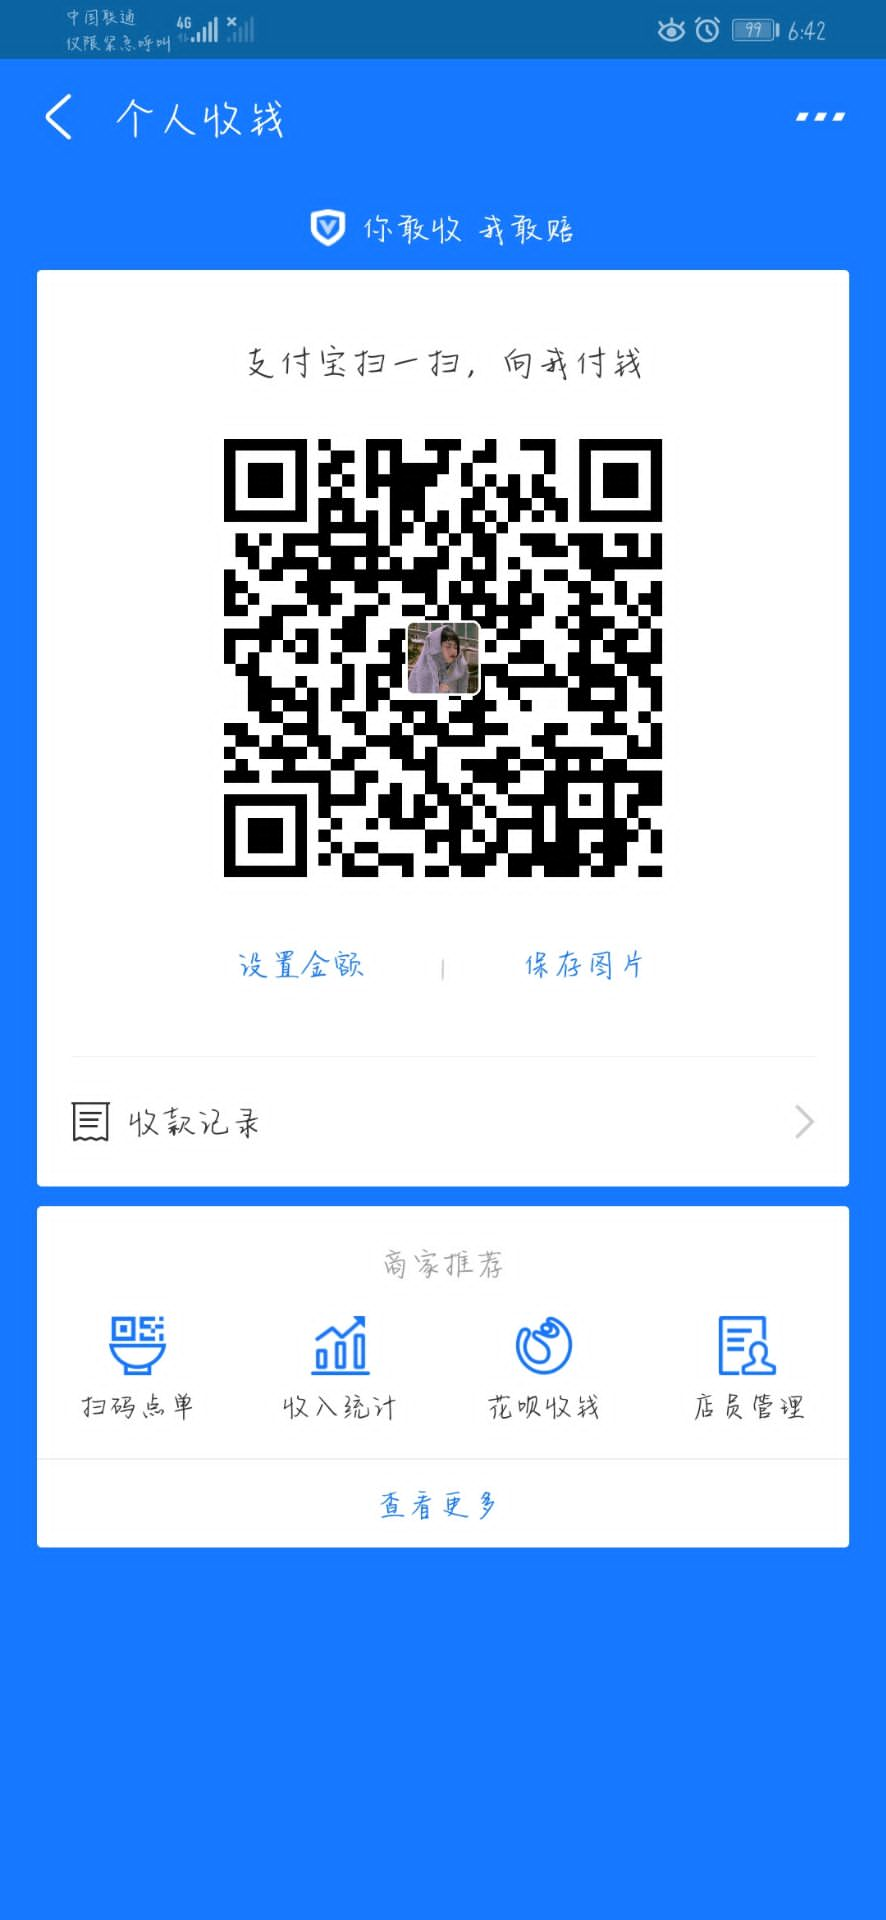 中国联通
仅限紧急呼叫
4G
99
6:42
个人收钱
你敢收 我敢赔
支付宝扫一扫，向我付钱
设置金额 | 保存图片
收款记录
商家推荐
扫码点单 收入统计 花呗收钱 店员管理
查看更多